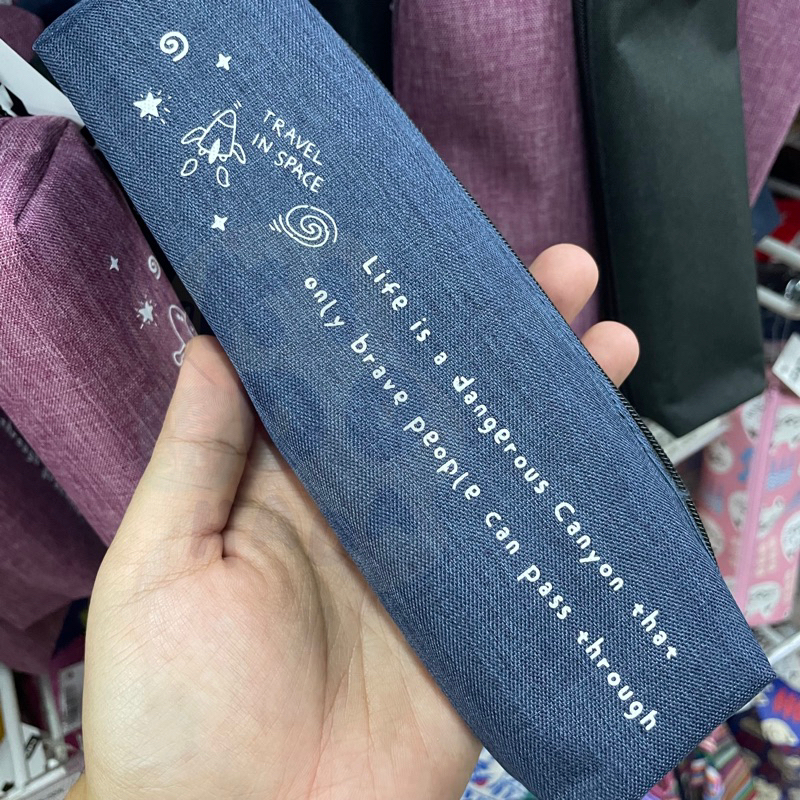 TRAVEL
IN SPACE
Life is a dangerous Canyon that
only brave people can pass through